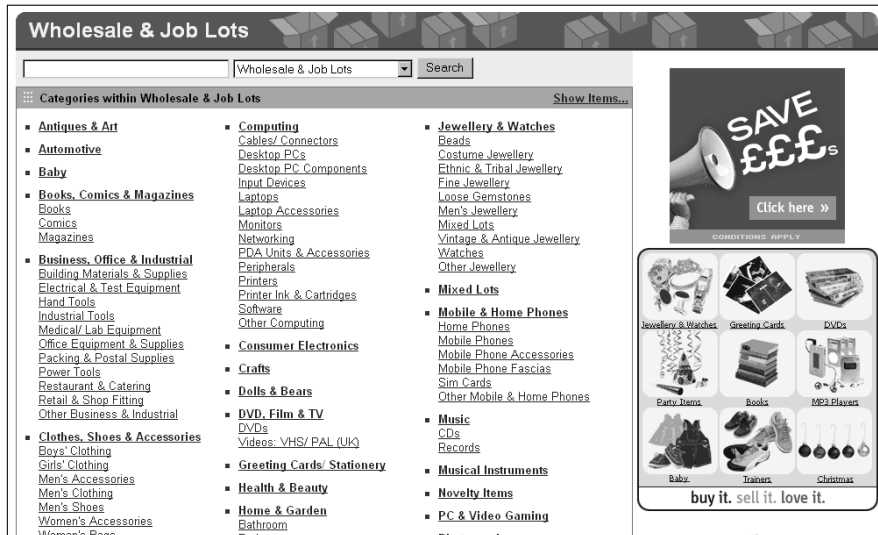 Wholesale & Job Lots
Wholesale & Job Lots
Search
Categories within Wholesale & Job Lots
Show Items...
Antiques & Art
Automotive
Baby
Books, Comics & Magazines
Books
Comics
Magazines
Business, Office & Industrial
Building Materials & Supplies
Electrical & Test Equipment
Hand Tools
Industrial Tools
Medical/ Lab Equipment
Office Equipment & Supplies
Packing & Postal Supplies
Power Tools
Restaurant & Catering
Retail & Shop Fitting
Other Business & Industrial
Clothes, Shoes & Accessories
Boys' Clothing
Girls' Clothing
Men's Accessories
Men's Clothing
Men's Shoes
Women's Accessories
Computing
Cables/ Connectors
Desktop PCs
Desktop PC Components
Input Devices
Laptops
Laptop Accessories
Monitors
Networking
PDA Units & Accessories
Peripherals
Printers
Printer Ink & Cartridges
Software
Other Computing
Consumer Electronics
Crafts
Dolls & Bears
DVD, Film & TV
DVDs
Videos: VHS/ PAL (UK)
Greeting Cards/ Stationery
Health & Beauty
Home & Garden
Bathroom
Jewellery & Watches
Beads
Costume Jewellery
Ethnic & Tribal Jewellery
Fine Jewellery
Loose Gemstones
Men's Jewellery
Mixed Lots
Vintage & Antique Jewellery
Watches
Other Jewellery
Mixed Lots
Mobile & Home Phones
Home Phones
Mobile Phones
Mobile Phone Accessories
Mobile Phone Fascias
Sim Cards
Other Mobile & Home Phones
Music
CDs
Records
Musical Instruments
Novelty Items
PC & Video Gaming
SAVE
£££s
Click here »
CONDITIONS APPLY
Jewellery & Watches
Greeting Cards
DVDs
Party Items
Books
MP3 Players
Baby
Trainers
Christmas
buy it. sell it. love it.